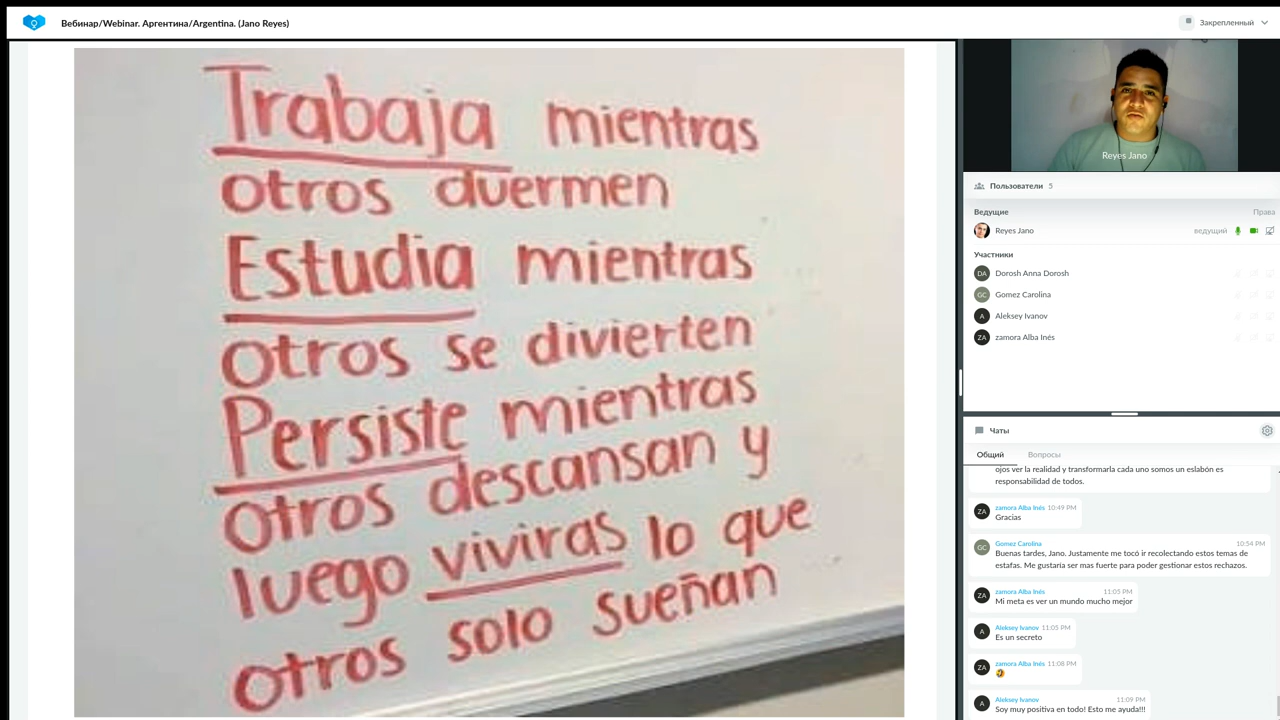 Вебинар/Webinar. Аргентина/Argentina. (Jano Reyes)
Закрепленный
Trabaja mientras
otros duermen
Estudia mientras
otros se divierten
Persiste mientras
otros descansan y
luego viviras lo que
otros solo sueñan
Reyes Jano
Пользователи 5
Ведущие Права
Reyes Jano ведущий
Участники
DA Dorosh Anna Dorosh
GC Gomez Carolina
A Aleksey Ivanov
ZA zamora Alba Inés
Чаты
Общий Вопросы
ojos ver la realidad y transformarla cada uno somos un eslabón es
responsabilidad de todos.
ZA zamora Alba Inés 10:49 PM
Gracias
GC Gomez Carolina 10:54 PM
Buenas tardes, Jano. Justamente me tocó ir recolectando estos temas de
estafas. Me gustaría ser mas fuerte para poder gestionar estos rechazos.
ZA zamora Alba Inés 11:05 PM
Mi meta es ver un mundo mucho mejor
A Aleksey Ivanov 11:05 PM
Es un secreto
ZA zamora Alba Inés 11:08 PM
🤣
A Aleksey Ivanov 11:09 PM
Soy muy positiva en todo! Esto me ayuda!!!